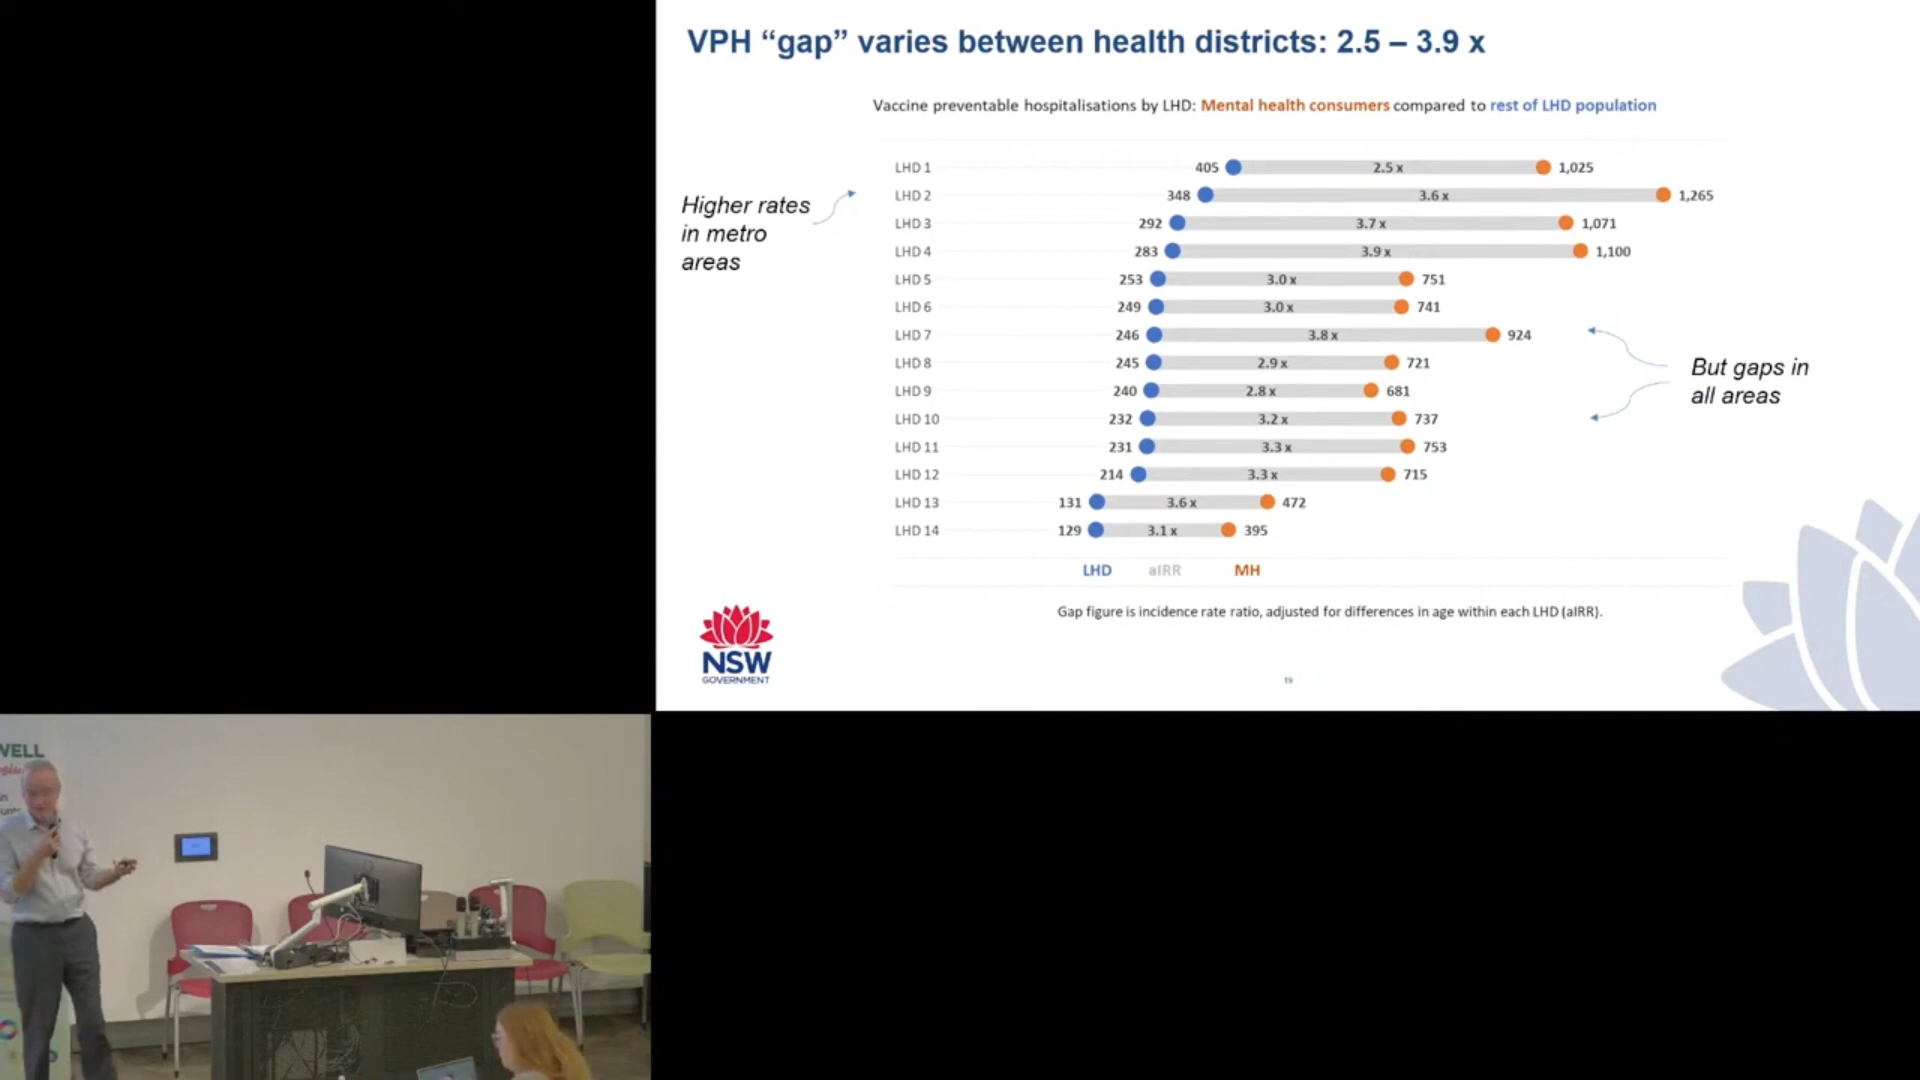 VPH “gap” varies between health districts: 2.5 – 3.9 x
Vaccine preventable hospitalisations by LHD: Mental health consumers compared to rest of LHD population
Higher rates
in metro
areas
LHD 1 405 2.5 x 1,025
LHD 2 348 3.6 x 1,265
LHD 3 292 3.7 x 1,071
LHD 4 283 3.9 x 1,100
LHD 5 253 3.0 x 751
LHD 6 249 3.0 x 741
LHD 7 246 3.8 x 924
LHD 8 245 2.9 x 721
LHD 9 240 2.8 x 681
LHD 10 232 3.2 x 737
LHD 11 231 3.3 x 753
LHD 12 214 3.3 x 715
LHD 13 131 3.6 x 472
LHD 14 129 3.1 x 395
But gaps in
all areas
LHD aIRR MH
Gap figure is incidence rate ratio, adjusted for differences in age within each LHD (aIRR).
NSW
GOVERNMENT
19
WELL